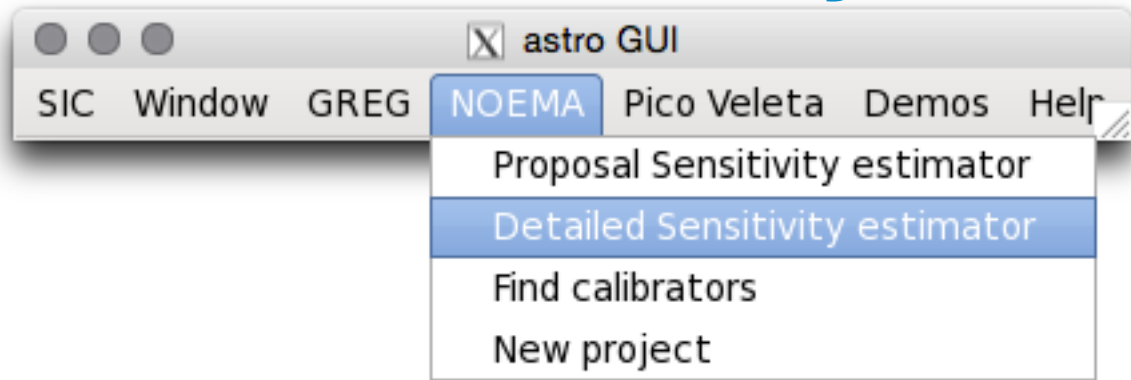 astro GUI
SIC Window GREG NOEMA Pico Veleta Demos Help
Proposal Sensitivity estimator
Detailed Sensitivity estimator
Find calibrators
New project